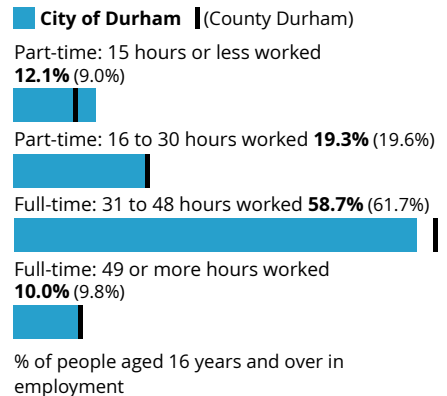 City of Durham (County Durham)
Part-time: 15 hours or less worked
12.1% (9.0%)
Part-time: 16 to 30 hours worked 19.3% (19.6%)
Full-time: 31 to 48 hours worked 58.7% (61.7%)
Full-time: 49 or more hours worked
10.0% (9.8%)
% of people aged 16 years and over in
employment